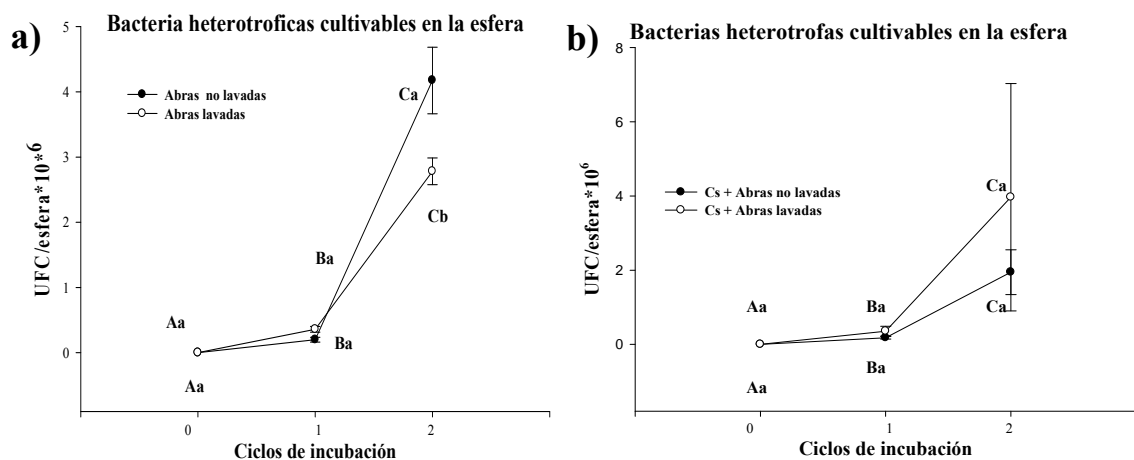 a)
Bacteria heterotroficas cultivables en la esfera
5
4
3
2
1
0
UFC/esfera*10*6
Abras no lavadas
Abras lavadas
Aa
Aa
Ba
Ba
Ca
Cb
0 1 2
Ciclos de incubación
b)
Bacterias heterotrofas cultivables en la esfera
8
6
4
2
0
UFC/esfera*10⁶
Cs + Abras no lavadas
Cs + Abras lavadas
Aa
Aa
Ba
Ba
Ca
Ca
0 1 2
Ciclos de incubación